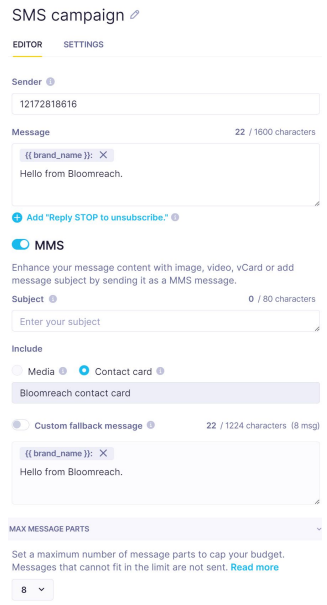 SMS campaign
EDITOR SETTINGS
Sender
12172818616
Message 22 / 1600 characters
{{ brand_name }}: ✕
Hello from Bloomreach.
Add "Reply STOP to unsubscribe."
MMS
Enhance your message content with image, video, vCard or add
message subject by sending it as a MMS message.
Subject 0 / 80 characters
Enter your subject
Include
Media Contact card
Bloomreach contact card
Custom fallback message 22 / 1224 characters (8 msg)
{{ brand_name }}: ✕
Hello from Bloomreach.
MAX MESSAGE PARTS
Set a maximum number of message parts to cap your budget.
Messages that cannot fit in the limit are not sent. Read more
8